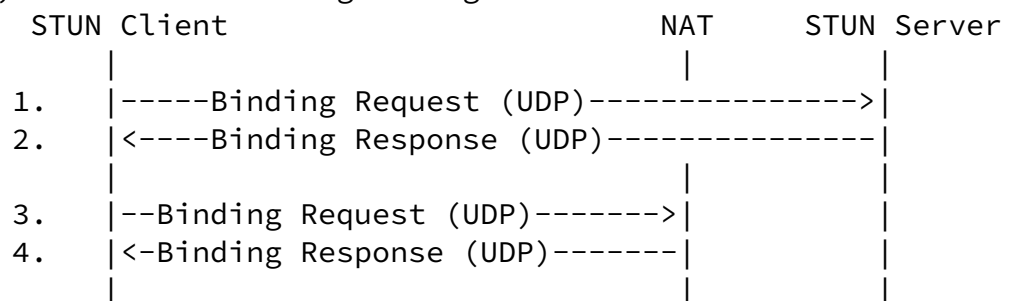 STUN Client                          NAT     STUN Server
     |                                |          |
1.   |-----Binding Request (UDP)--------------->|
2.   |<----Binding Response (UDP)---------------|
     |                                |          |
3.   |--Binding Request (UDP)------->|           |
4.   |<-Binding Response (UDP)-------|           |
     |                                |          |